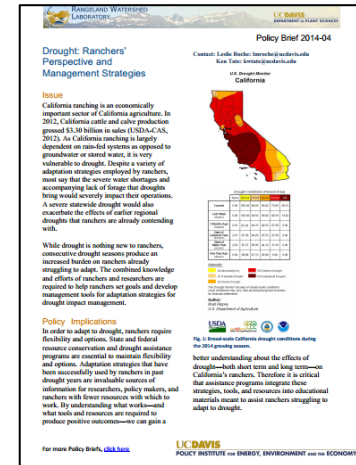 RANGELAND WATERSHED
LABORATORY
UC DAVIS
DEPARTMENT of PLANT SCIENCES
Policy Brief 2014-04
Drought: Ranchers'
Perspective and
Management Strategies
Issue
California ranching is an economically
important sector of California agriculture. In
2012, California cattle and calve production
grossed $3.30 billion in sales (USDA-CAS,
2012). As California ranching is largely
dependent on rain-fed systems as opposed to
groundwater or stored water, it is very
vulnerable to drought. Despite a variety of
adaptation strategies employed by ranchers,
most say that the severe water shortages and
accompanying lack of forage that droughts
bring would severely impact their operations.
A severe statewide drought would also
exacerbate the effects of earlier regional
droughts that ranchers are already contending
with.
While drought is nothing new to ranchers,
consecutive drought seasons produce an
increased burden on ranchers already
struggling to adapt. The combined knowledge
and efforts of ranchers and researchers are
required to help ranchers set goals and develop
management tools for adaptation strategies for
drought impact management.
Policy Implications
In order to adapt to drought, ranchers require
flexibility and options. State and federal
resource conservation and drought assistance
programs are essential to maintain flexibility
and options. Adaptation strategies that have
been successfully used by ranchers in past
drought years are invaluable sources of
information for researchers, policy makers, and
ranchers with fewer resources with which to
work. By understanding what works—and
what tools and resources are required to
produce positive outcomes—we can gain a
Contact: Leslie Roche: lmroche@ucdavis.edu
Ken Tate: kwtate@ucdavis.edu
U.S. Drought Monitor
California
Author:
Brad Rippey
U.S. Department of Agriculture
USDA
Fig. 1: Broad-scale California drought conditions during
the 2014 growing season.
better understanding about the effects of
drought—both short term and long term—on
California's ranchers. Therefore it is critical
that assistance programs integrate these
strategies, tools, and resources into educational
materials meant to assist ranchers struggling to
adapt to drought.
For more Policy Briefs, click here
UCDAVIS
POLICY INSTITUTE FOR ENERGY, ENVIRONMENT AND THE ECONOMY